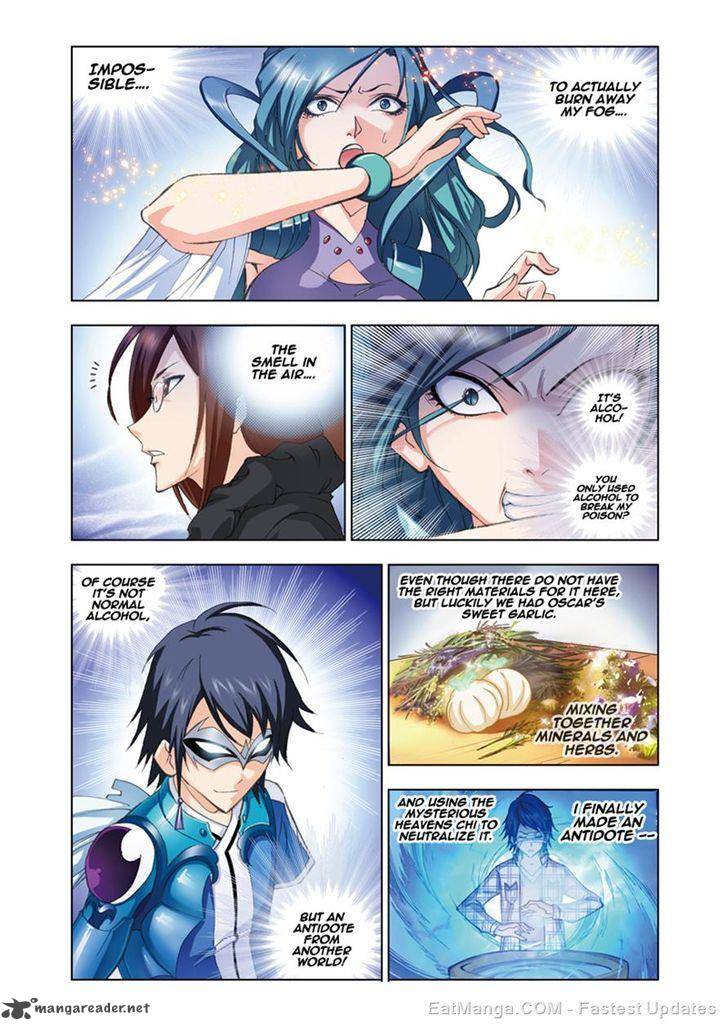 IMPOS-
SIBLE....
TO ACTUALLY
BURN AWAY
MY FOG....
THE
SMELL IN
THE AIR....
IT'S
ALCO-
HOL!
YOU
ONLY USED
ALCOHOL TO
BREAK MY
POISON?
OF COURSE
IT'S NOT
NORMAL
ALCOHOL,
BUT AN
ANTIDOTE
FROM
ANOTHER
WORLD!
EVEN THOUGH THERE DO NOT HAVE
THE RIGHT MATERIALS FOR IT HERE,
BUT LUCKILY WE HAD OSCAR'S
SWEET GARLIC.
MIXING
TOGETHER
MINERALS AND
HERBS.
AND USING THE
MYSTERIOUS
HEAVENS CHI TO
NEUTRALIZE IT.
I FINALLY
MADE AN
ANTIDOTE --
mangareader.net
EatManga.COM - Fastest Updates